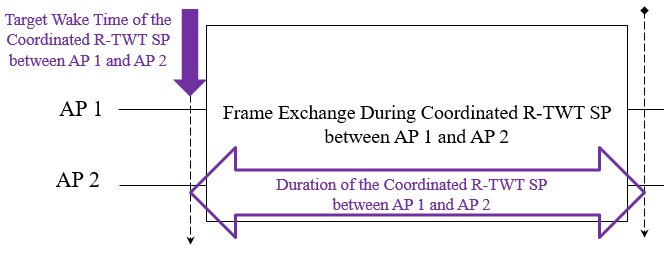 Target Wake Time of the
Coordinated R-TWT SP
between AP 1 and AP 2
AP 1
Frame Exchange During Coordinated R-TWT SP
between AP 1 and AP 2
AP 2
Duration of the Coordinated R-TWT SP
between AP 1 and AP 2